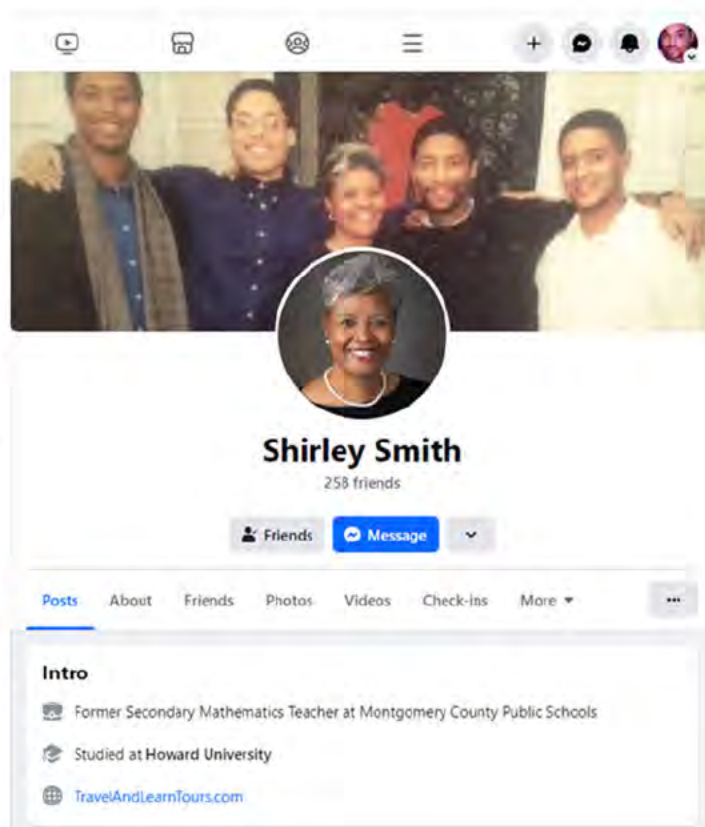 Shirley Smith
258 friends
Friends Message
Posts About Friends Photos Videos Check-ins More
Intro
Former Secondary Mathematics Teacher at Montgomery County Public Schools
Studied at Howard University
TravelAndLearnTours.com